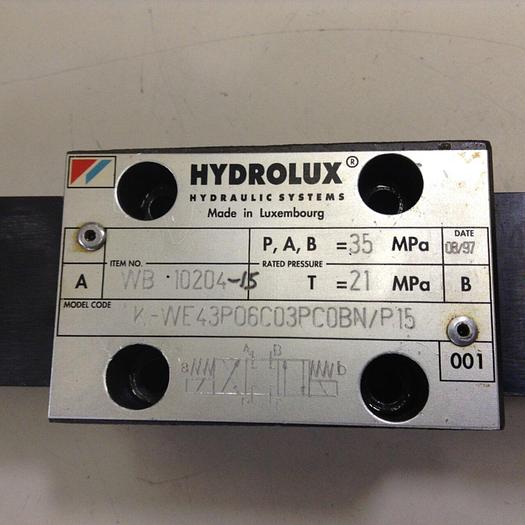 HYDROLUX®
HYDRAULIC SYSTEMS
Made in Luxembourg
P, A, B = 35 MPa
DATE
08/97
ITEM NO.
RATED PRESSURE
A
WB 10204-15
T = 21 MPa
B
MODEL CODE
K-WE43P06C03PC0BN/P15
001
A B
a b